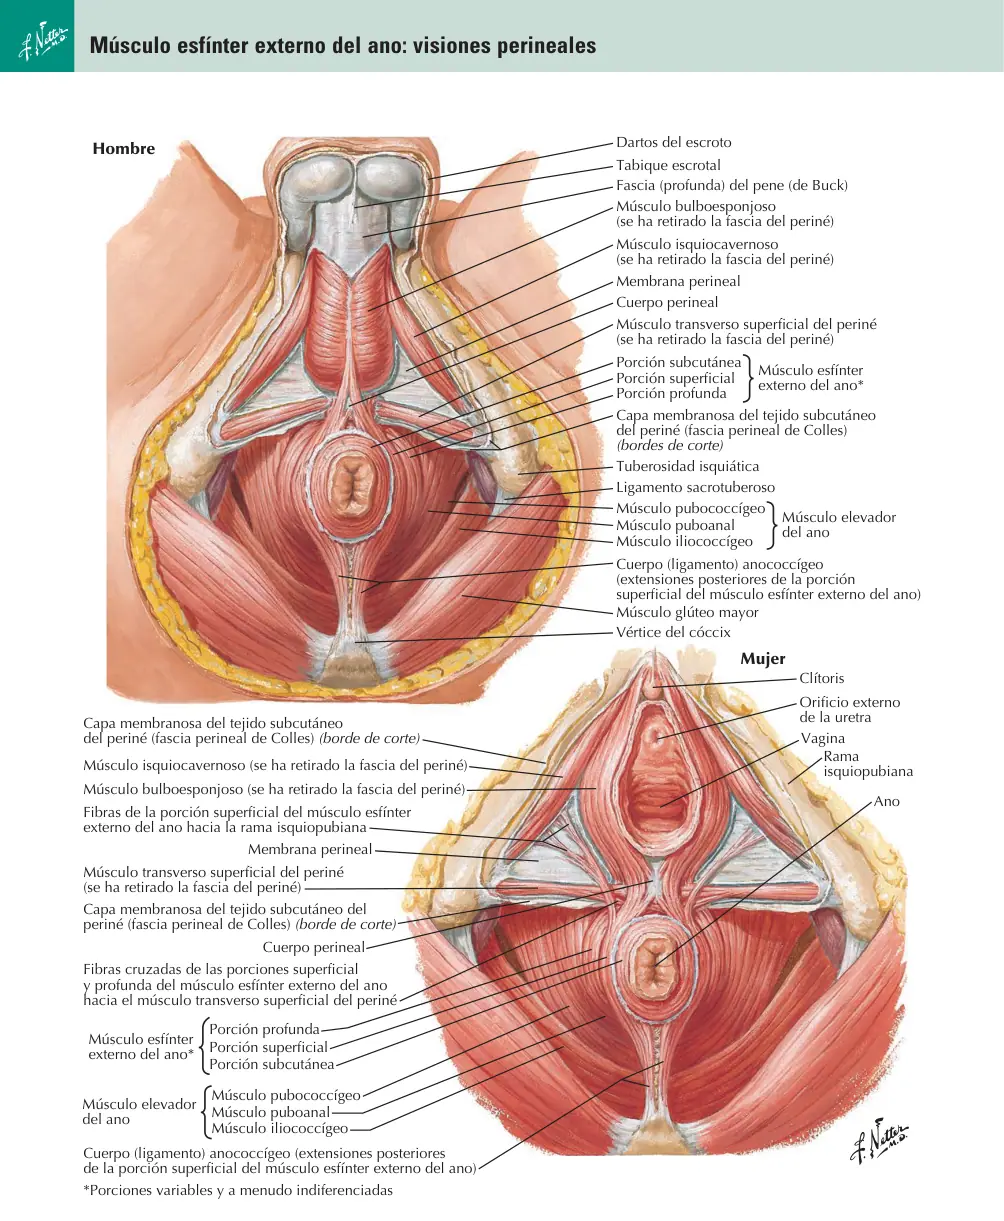 F. Netter M.D.
Músculo esfínter externo del ano: visiones perineales
Hombre
Dartos del escroto
Tabique escrotal
Fascia (profunda) del pene (de Buck)
Músculo bulboesponjoso
(se ha retirado la fascia del periné)
Músculo isquiocavernoso
(se ha retirado la fascia del periné)
Membrana perineal
Cuerpo perineal
Músculo transverso superficial del periné
(se ha retirado la fascia del periné)
Porción subcutánea
Porción superficial
Porción profunda
Músculo esfínter
externo del ano*
Capa membranosa del tejido subcutáneo
del periné (fascia perineal de Colles)
(bordes de corte)
Tuberosidad isquiática
Ligamento sacrotuberoso
Músculo pubococcígeo
Músculo puboanal
Músculo iliococcígeo
Músculo elevador
del ano
Cuerpo (ligamento) anococcígeo
(extensiones posteriores de la porción
superficial del músculo esfínter externo del ano)
Músculo glúteo mayor
Vértice del cóccix
Mujer
Clítoris
Orificio externo
de la uretra
Vagina
Rama
isquiopubiana
Ano
Capa membranosa del tejido subcutáneo
del periné (fascia perineal de Colles) (borde de corte)
Músculo isquiocavernoso (se ha retirado la fascia del periné)
Músculo bulboesponjoso (se ha retirado la fascia del periné)
Fibras de la porción superficial del músculo esfínter
externo del ano hacia la rama isquiopubiana
Membrana perineal
Músculo transverso superficial del periné
(se ha retirado la fascia del periné)
Capa membranosa del tejido subcutáneo del
periné (fascia perineal de Colles) (borde de corte)
Cuerpo perineal
Fibras cruzadas de las porciones superficial
y profunda del músculo esfínter externo del ano
hacia el músculo transverso superficial del periné
Músculo esfínter
externo del ano*
Porción profunda
Porción superficial
Porción subcutánea
Músculo elevador
del ano
Músculo pubococcígeo
Músculo puboanal
Músculo iliococcígeo
Cuerpo (ligamento) anococcígeo (extensiones posteriores
de la porción superficial del músculo esfínter externo del ano)
*Porciones variables y a menudo indiferenciadas
F. Netter M.D.